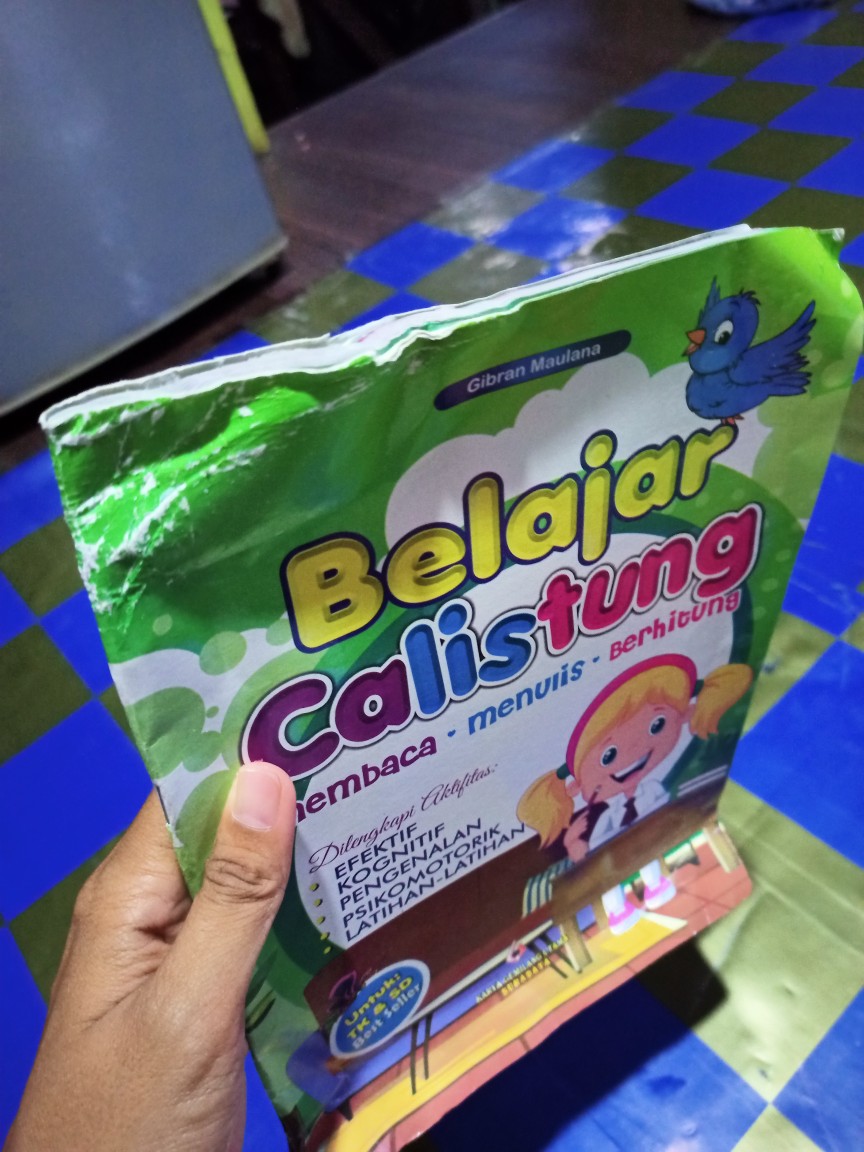 Gibran Maulana
Belajar
Calistung
membaca • menulis • Berhitung
Dilengkapi Aktifitas:
EFEKTIF
KOGNITIF
PENGENALAN
PSIKOMOTORIK
LATIHAN-LATIHAN
Untuk:
TK & SD
Best Seller
SURABAYA